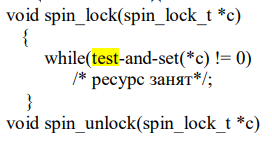 void spin_lock(spin_lock_t *c)
{
while(test-and-set(*c) != 0)
/* ресурс занят*/;
}
void spin_unlock(spin_lock_t *c)